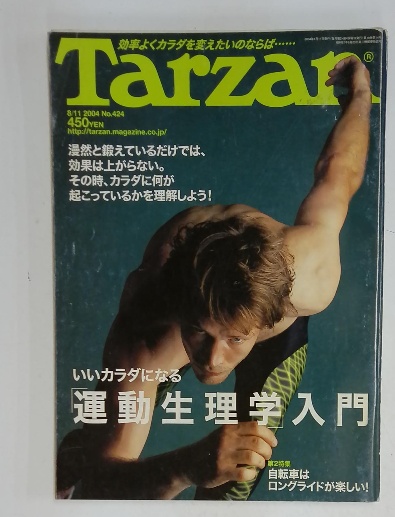 効率よくカラダを変えたいのならば……
Tarzan®
8/11 2004 No.424
450YEN
http://tarzan.magazine.co.jp/
漫然と鍛えているだけでは、
効果は上がらない。
その時、カラダに何が
起こっているかを理解しよう!
いいカラダになる
「運動生理学」入門
第2特集
自転車は
ロングライドが楽しい!